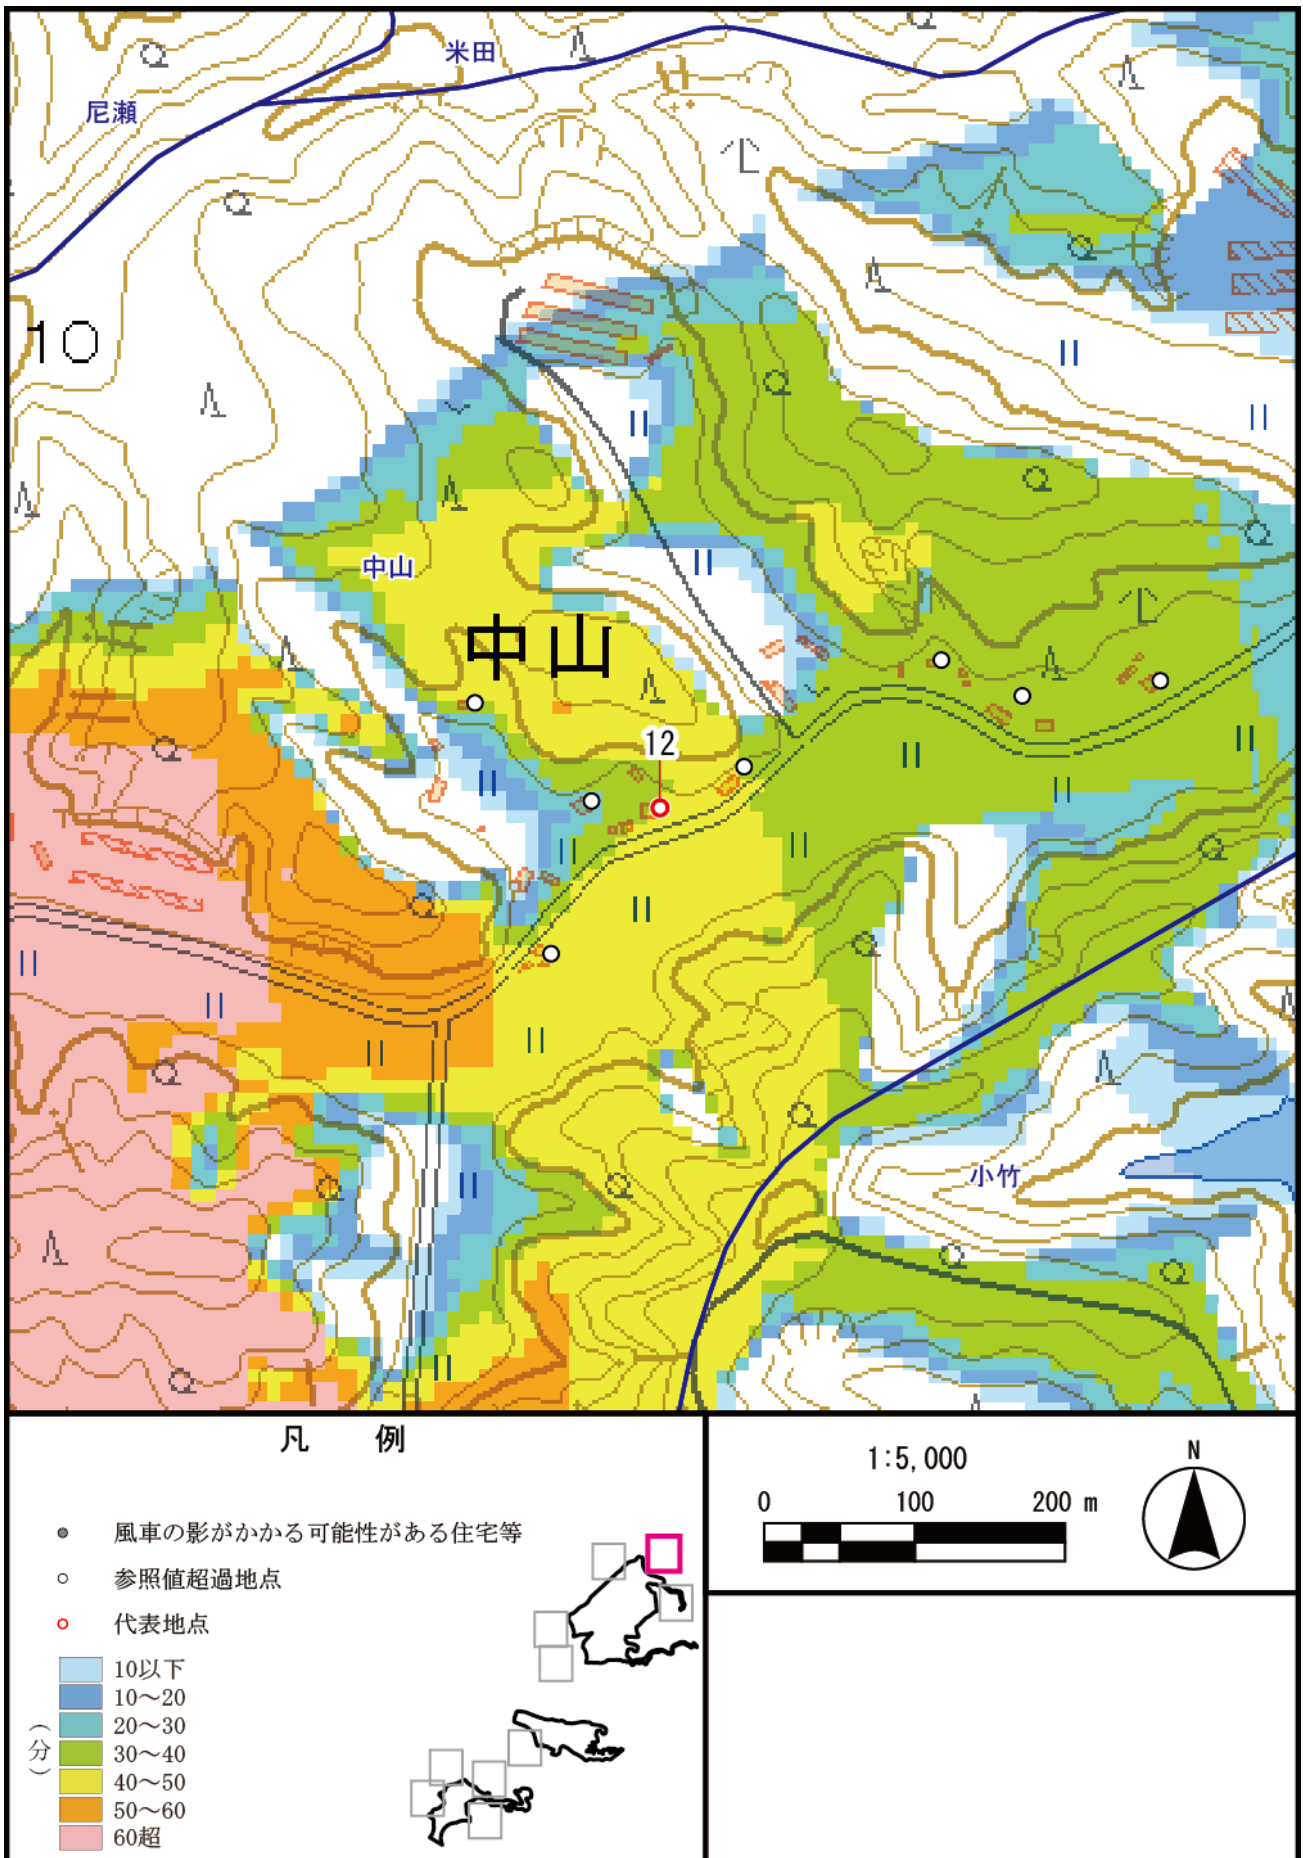 米田
尼瀬
10
中山
中山
12
小竹
凡 例
風車の影がかかる可能性がある住宅等
参照値超過地点
代表地点
(分)
10以下
10～20
20～30
30～40
40～50
50～60
60超
1:5,000
0 100 200 m
N